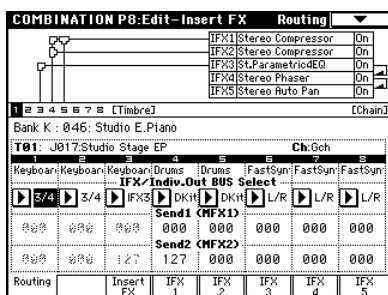 COMBINATION P8:Edit-Insert FX Routing
IFX1 Stereo Compressor On
IFX2 Stereo Compressor On
IFX3 St.Parametric4EQ On
IFX4 Stereo Phaser On
IFX5 Stereo Auto Pan On
1 2 3 4 5 6 7 8 [Timbre] [Chain]
Bank K : 046: Studio E.Piano
T01: J017:Studio Stage EP Ch:Gch
1 2 3 4 5 6 7 8
Keyboar Keyboar Keyboar Drums Drums FastSyn FastSyn FastSyn
IFX/Indiv.Out BUS Select
3/4 3/4 IFX3 DKit DKit L/R L/R L/R
Send1 (MFX1)
000 000 000 000 000
Send2 (MFX2)
127 127 000 000 000 000
Routing Insert FX IFX 1 IFX 2 IFX 3 IFX 4 IFX 5